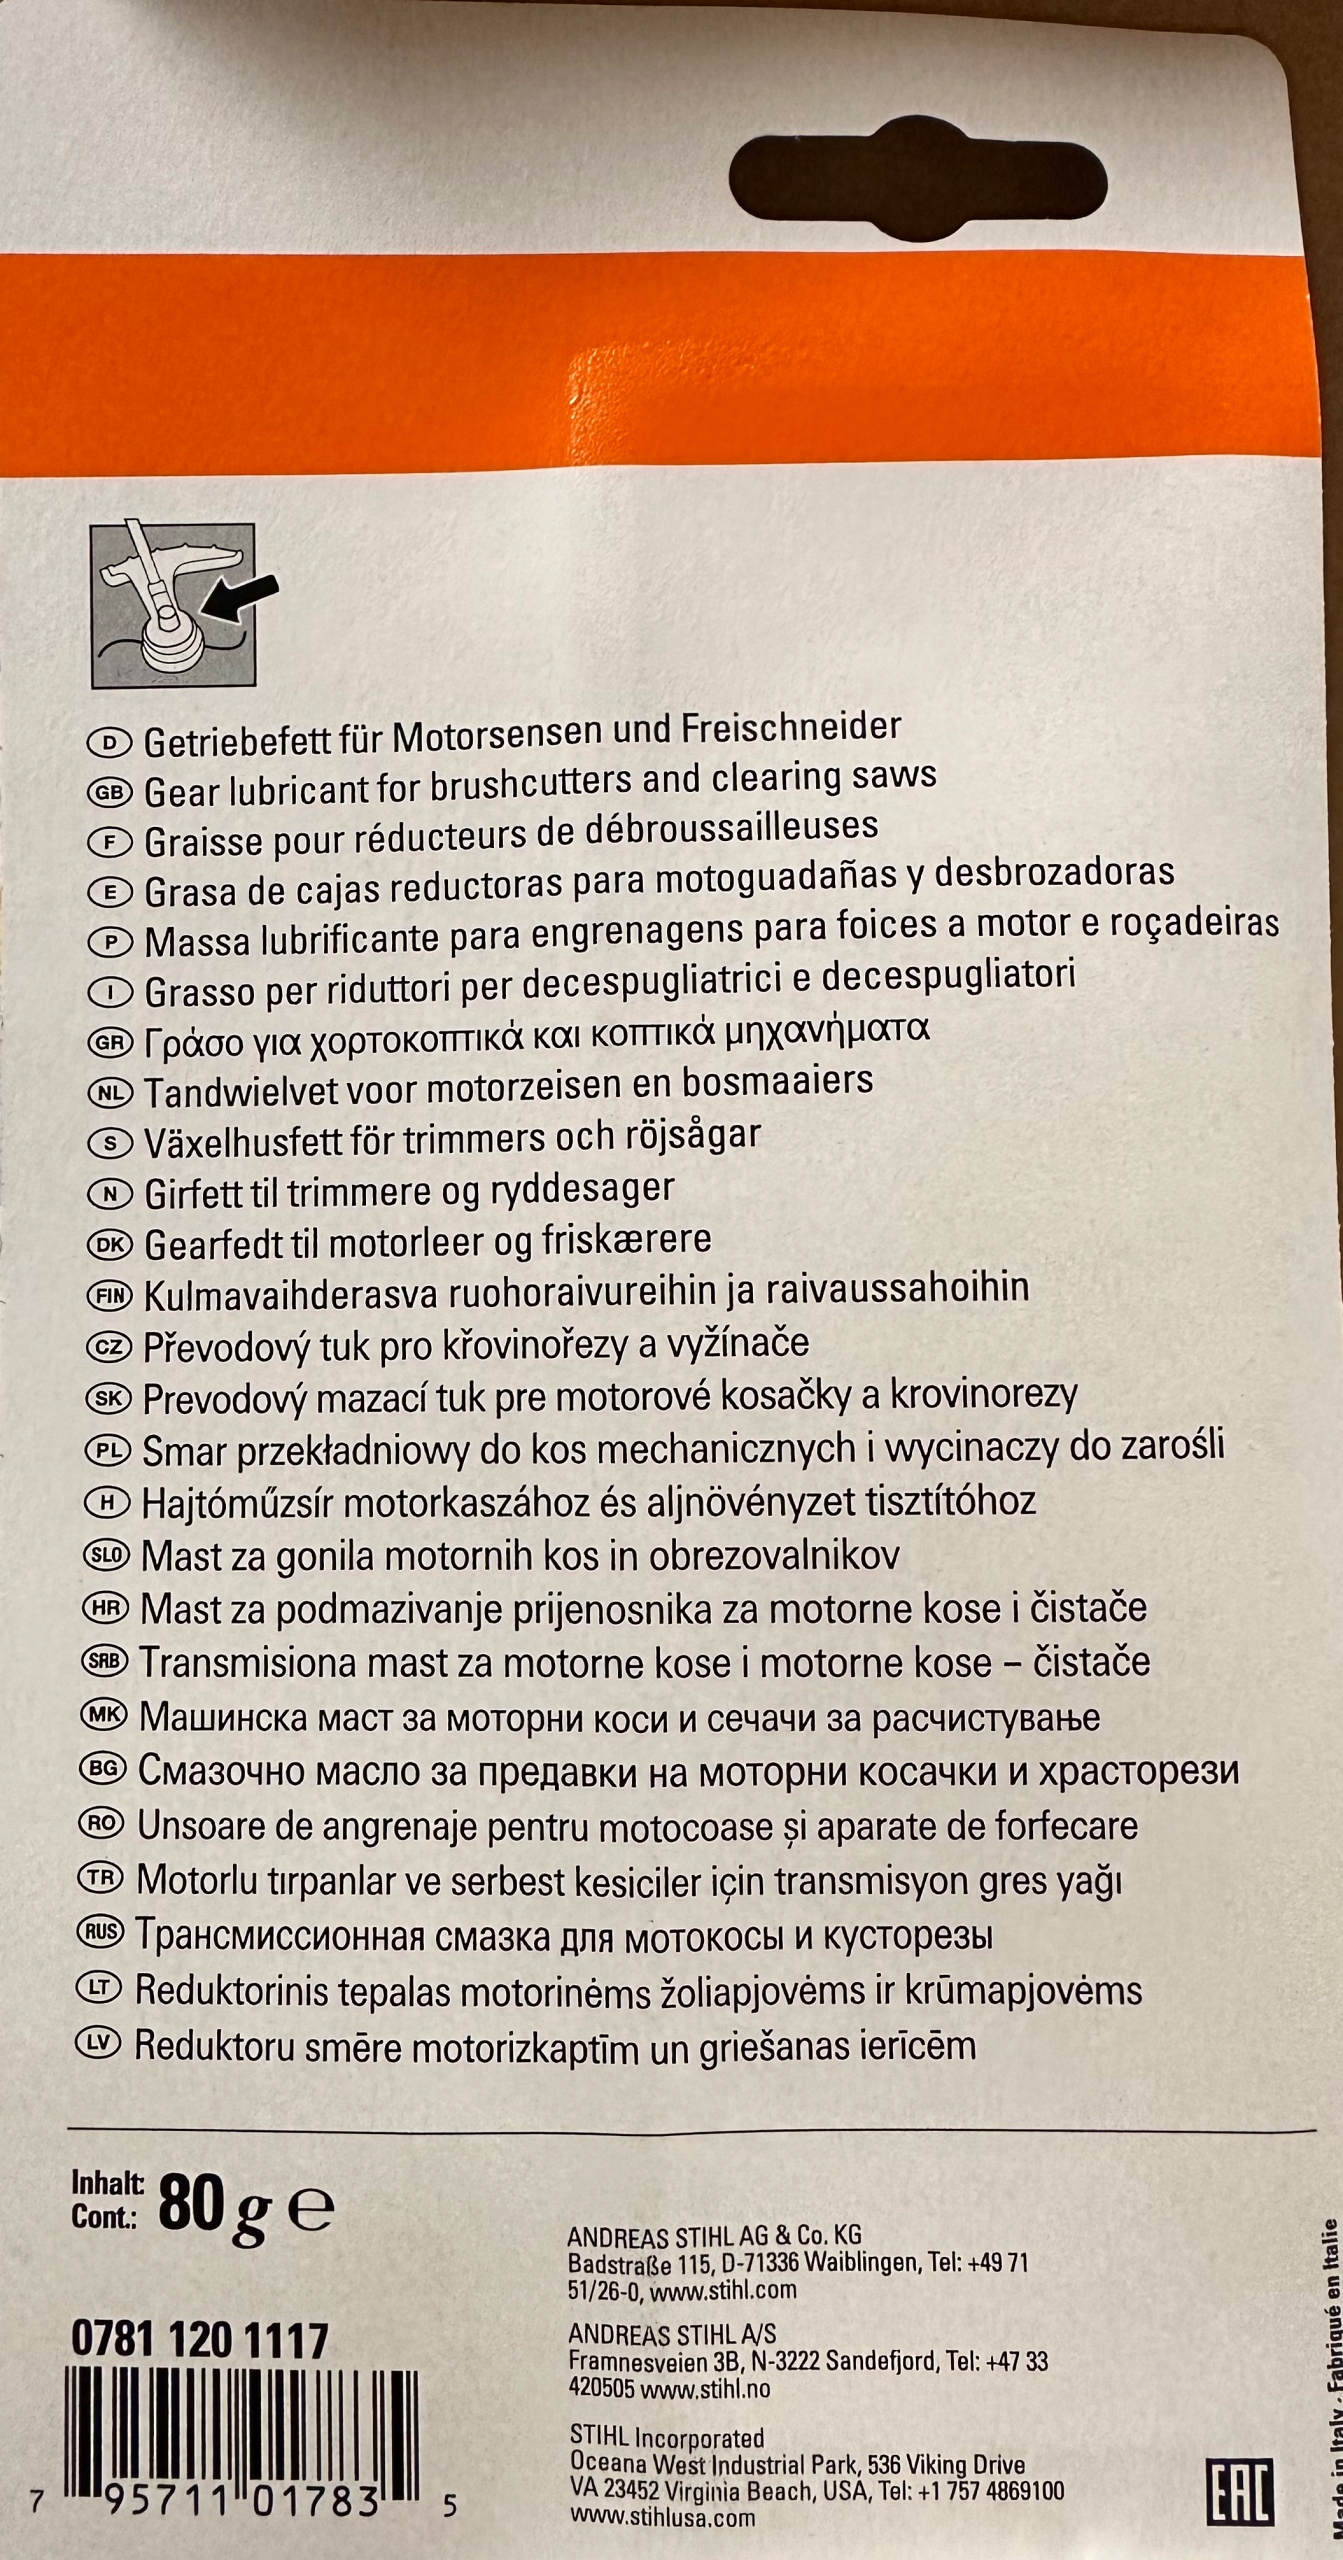 D Getriebefett für Motorsensen und Freischneider
GB Gear lubricant for brushcutters and clearing saws
F Graisse pour réducteurs de débroussailleuses
E Grasa de cajas reductoras para motoguadañas y desbrozadoras
P Massa lubrificante para engrenagens para foices a motor e roçadeiras
I Grasso per riduttori per decespugliatrici e decespugliatori
GR Γράσο για χορτοκοπτικά και κοπτικά μηχανήματα
NL Tandwielvet voor motorzeisen en bosmaaiers
S Växelhusfett för trimmers och röjsågar
N Girfett til trimmere og ryddesager
DK Gearfedt til motorleer og friskærere
FIN Kulmavaihderasva ruohoraivureihin ja raivaussahoihin
CZ Převodový tuk pro křovinořezy a vyžínače
SK Prevodový mazací tuk pre motorové kosačky a krovinorezy
PL Smar przekładniowy do kos mechanicznych i wycinaczy do zarośli
H Hajtóműzsír motorkaszához és aljnövényzet tisztítóhoz
SLO Mast za gonila motornih kos in obrezovalnikov
HR Mast za podmazivanje prijenosnika za motorne kose i čistače
SRB Transmisiona mast za motorne kose i motorne kose – čistače
MK Машинска маст за моторни коси и сечачи за расчистување
BG Смазочно масло за предавки на моторни косачки и храсторези
RO Unsoare de angrenaje pentru motocoase și aparate de forfecare
TR Motorlu tırpanlar ve serbest kesiciler için transmisyon gres yağı
RUS Трансмиссионная смазка для мотокосы и кусторезы
LT Reduktorinis tepalas motorinėms žoliapjovėms ir krūmapjovėms
LV Reduktoru smēre motorizkaptīm un griešanas ierīcēm
Inhalt:
Cont.: 80 g ℮
0781 120 1117
7 95711 01783 5
ANDREAS STIHL AG & Co. KG
Badstraße 115, D-71336 Waiblingen, Tel: +49 71
51/26-0, www.stihl.com
ANDREAS STIHL A/S
Framnesveien 3B, N-3222 Sandefjord, Tel: +47 33
420505 www.stihl.no
STIHL Incorporated
Oceana West Industrial Park, 536 Viking Drive
VA 23452 Virginia Beach, USA, Tel: +1 757 4869100
www.stihlusa.com
EAC
Made in Italy · Fabriqué en Italie